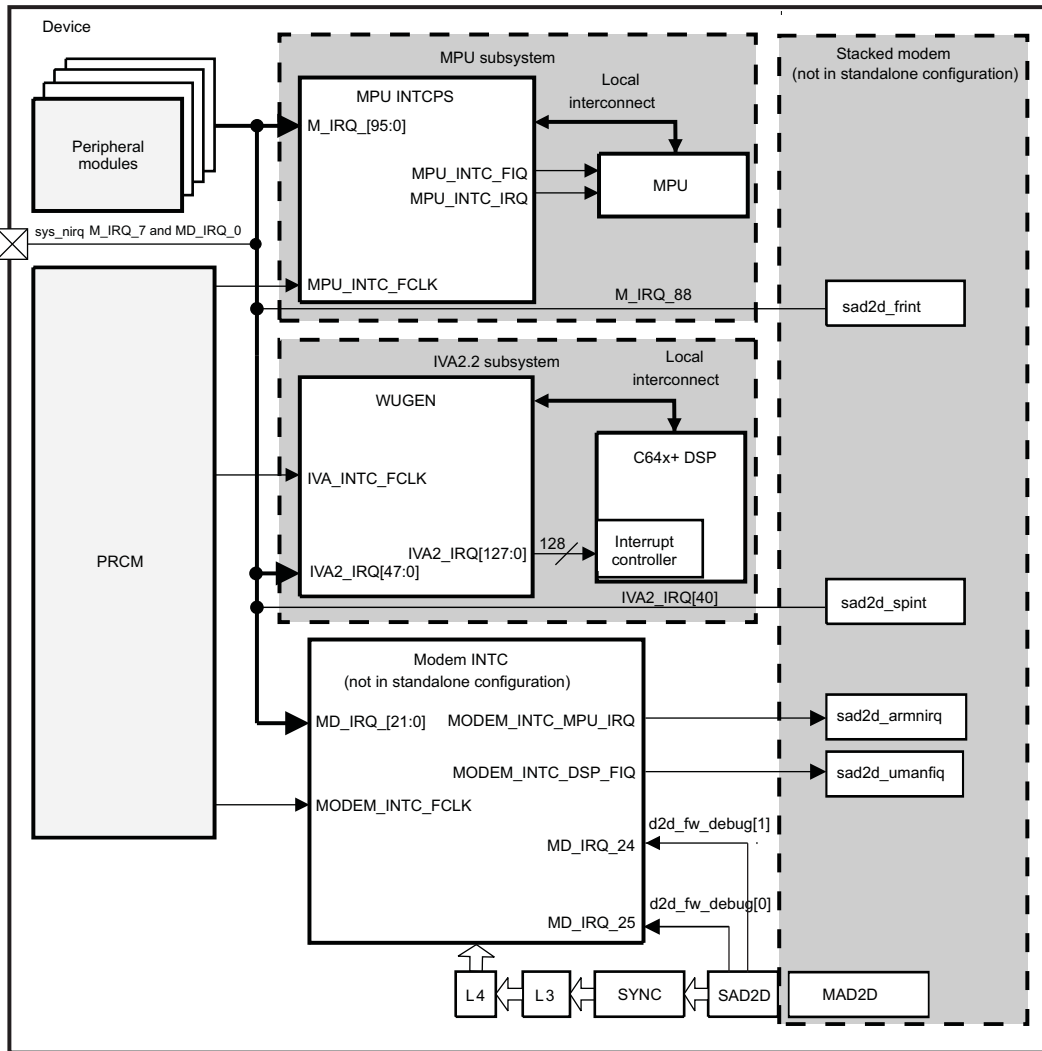 Device
Peripheral
modules
sys_nirq M_IRQ_7 and MD_IRQ_0
PRCM
MPU subsystem
MPU INTCPS
Local
interconnect
M_IRQ_[95:0]
MPU_INTC_FIQ
MPU_INTC_IRQ
MPU
MPU_INTC_FCLK
M_IRQ_88
IVA2.2 subsystem
WUGEN
Local
interconnect
C64x+ DSP
IVA_INTC_FCLK
IVA2_IRQ[127:0]
128
Interrupt
controller
IVA2_IRQ[47:0]
IVA2_IRQ[40]
Modem INTC
(not in standalone configuration)
MD_IRQ_[21:0]
MODEM_INTC_MPU_IRQ
MODEM_INTC_DSP_FIQ
MODEM_INTC_FCLK
d2d_fw_debug[1]
MD_IRQ_24
d2d_fw_debug[0]
MD_IRQ_25
Stacked modem
(not in standalone configuration)
sad2d_frint
sad2d_spint
sad2d_armnirq
sad2d_umanfiq
L4
L3
SYNC
SAD2D
MAD2D